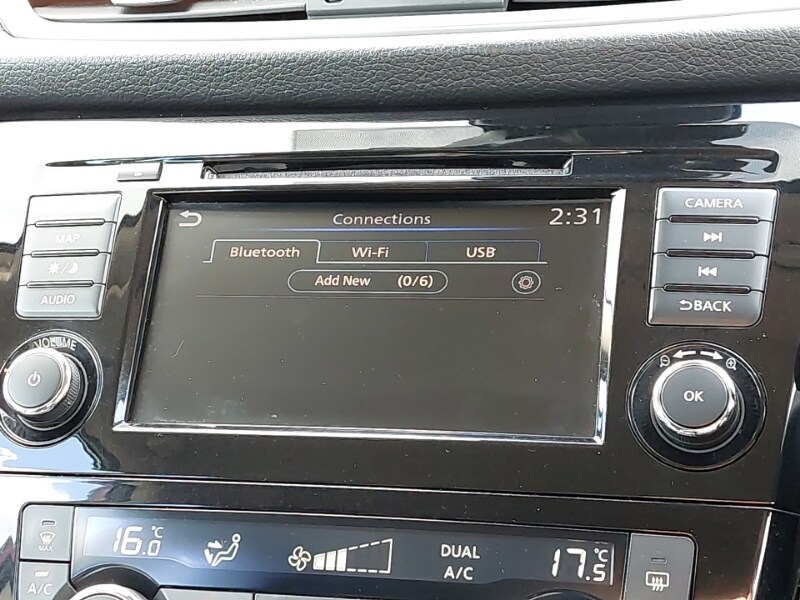 Connections 2:31
Bluetooth Wi-Fi USB
Add New (0/6)
MAP
AUDIO
VOLUME
CAMERA
BACK
OK
MAX
A/C
16.0°C
DUAL
A/C
17.5°C